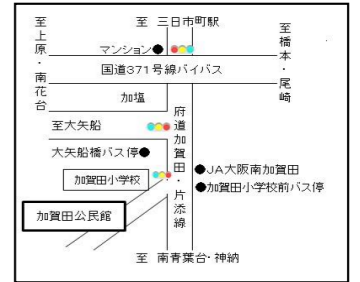 至 三日市町駅
至上原・南花台
至橋本・尾崎
マンション●
国道371号線バイパス
加塩
至大矢船
府道加賀田・片添線
大矢船橋バス停●
●JA大阪南加賀田
加賀田小学校
●加賀田小学校前バス停
加賀田公民館
至 南青葉台・神納